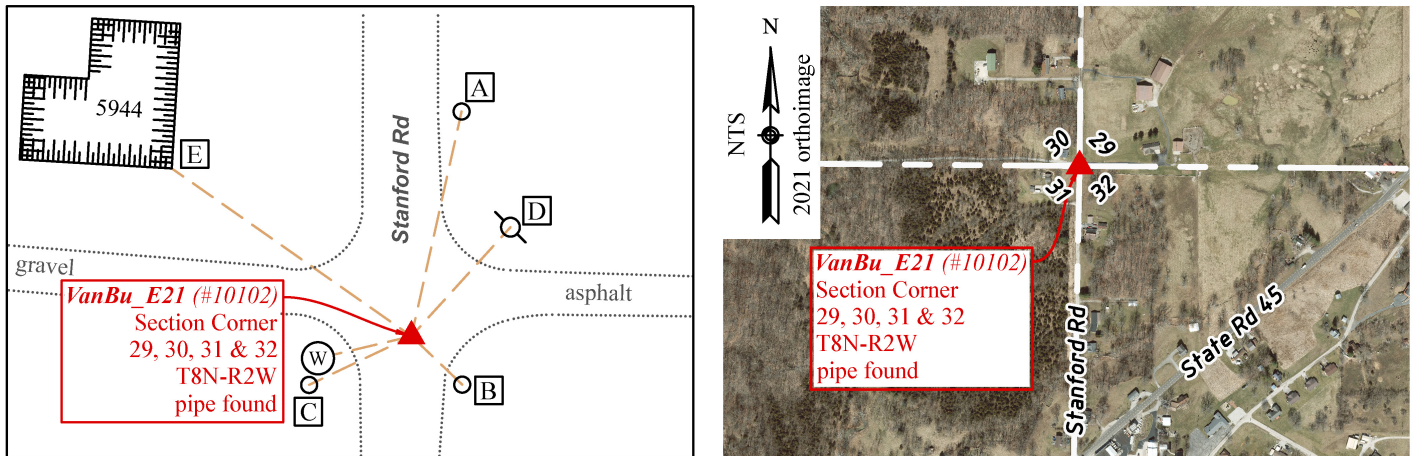 5944
E
A
D
Stanford Rd
gravel
asphalt
VanBu_E21 (#10102)
Section Corner
29, 30, 31 & 32
T8N-R2W
pipe found
W
C
B
N
NTS
2021 orthoimage
30
29
31
32
VanBu_E21 (#10102)
Section Corner
29, 30, 31 & 32
T8N-R2W
pipe found
Stanford Rd
State Rd 45